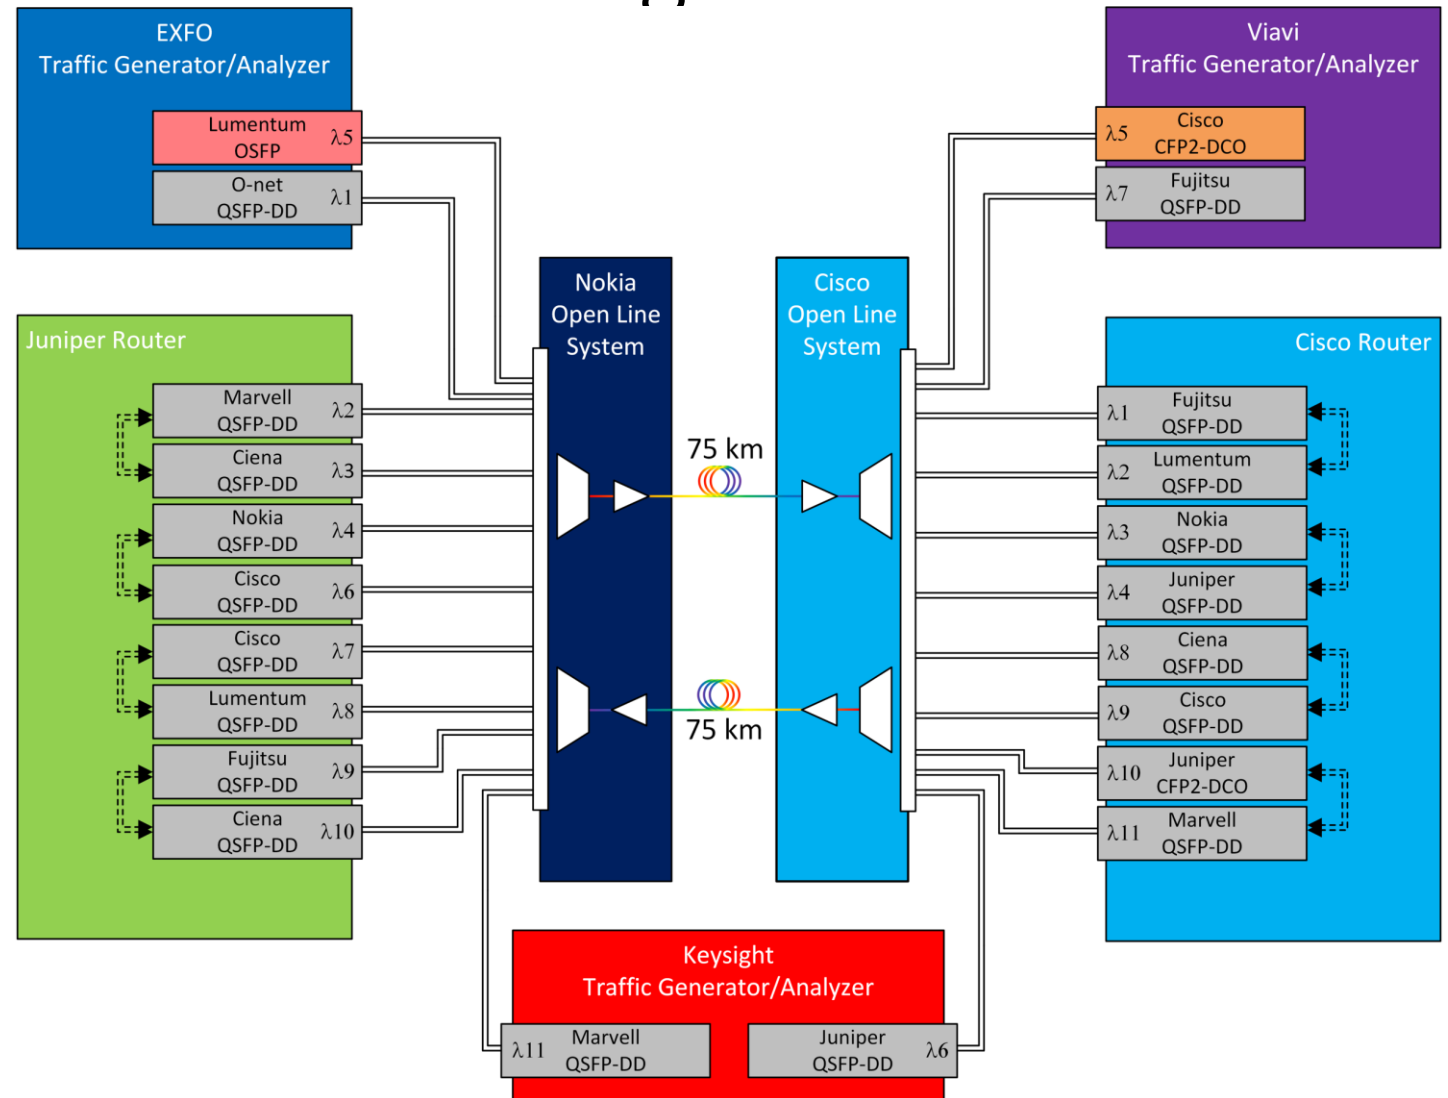 EXFO
Traffic Generator/Analyzer
Lumentum
OSFP
λ5
O-net
QSFP-DD
λ1
Viavi
Traffic Generator/Analyzer
λ5
Cisco
CFP2-DCO
λ7
Fujitsu
QSFP-DD
Nokia
Open Line
System
Cisco
Open Line
System
75 km
75 km
Juniper Router
Marvell
QSFP-DD
λ2
Ciena
QSFP-DD
λ3
Nokia
QSFP-DD
λ4
Cisco
QSFP-DD
λ6
Cisco
QSFP-DD
λ7
Lumentum
QSFP-DD
λ8
Fujitsu
QSFP-DD
λ9
Ciena
QSFP-DD
λ10
Cisco Router
λ1
Fujitsu
QSFP-DD
λ2
Lumentum
QSFP-DD
λ3
Nokia
QSFP-DD
λ4
Juniper
QSFP-DD
λ8
Ciena
QSFP-DD
λ9
Cisco
QSFP-DD
λ10
Juniper
CFP2-DCO
λ11
Marvell
QSFP-DD
Keysight
Traffic Generator/Analyzer
λ11
Marvell
QSFP-DD
Juniper
QSFP-DD
λ6